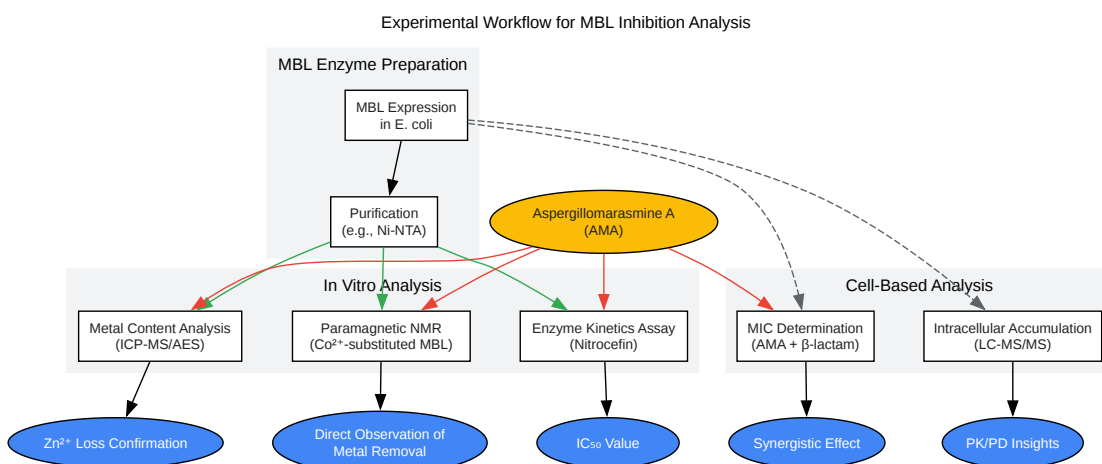 Experimental Workflow for MBL Inhibition Analysis
MBL Enzyme Preparation
MBL Expression
in E. coli
Purification
(e.g., Ni-NTA)
Aspergillomarasmine A
(AMA)
In Vitro Analysis
Cell-Based Analysis
Metal Content Analysis
(ICP-MS/AES)
Paramagnetic NMR
(Co²⁺-substituted MBL)
Enzyme Kinetics Assay
(Nitrocefin)
MIC Determination
(AMA + β-lactam)
Intracellular Accumulation
(LC-MS/MS)
Zn²⁺ Loss Confirmation
Direct Observation of
Metal Removal
IC₅₀ Value
Synergistic Effect
PK/PD Insights